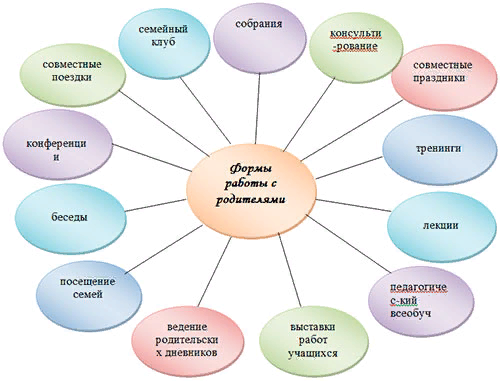 Формы
работы с
родителями
собрания
консульти
-рование
совместные
праздники
тренинги
лекции
педагогиче
с-кий
всеобуч
выставки
работ
учащихся
ведение
родительски
х дневников
посещение
семей
беседы
конференци
и
совместные
поездки
семейный
клуб